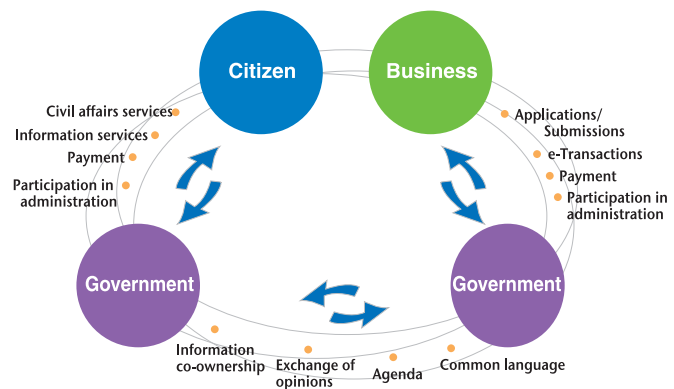 Citizen
Business
Civil affairs services
Information services
Payment
Participation in
administration
Applications/
Submissions
e-Transactions
Payment
Participation in
administration
Government
Government
Information
co-ownership
Exchange of
opinions
Agenda
Common language